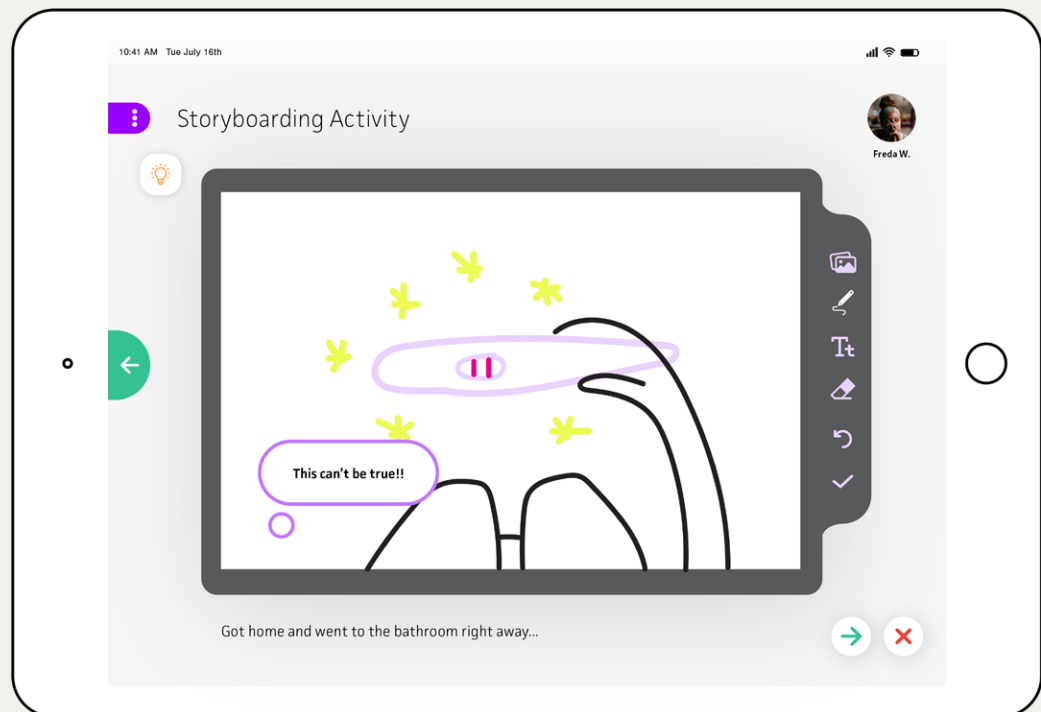 10:41 AM Tue July 16th
Storyboarding Activity
Freda W.
Tt
This can't be true!!
Got home and went to the bathroom right away...